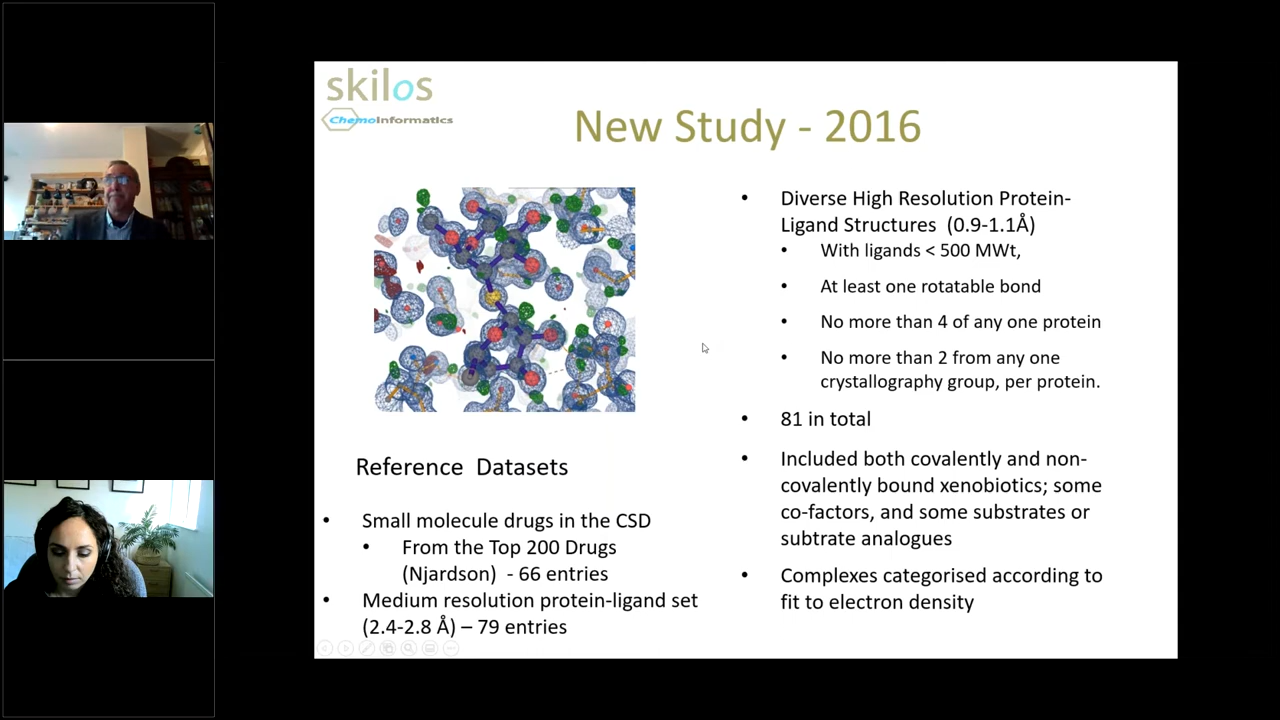 skilos
ChemoInformatics
New Study - 2016
Reference Datasets
• Small molecule drugs in the CSD
• From the Top 200 Drugs
(Njardson) - 66 entries
• Medium resolution protein-ligand set
(2.4-2.8 Å) – 79 entries
• Diverse High Resolution Protein-
Ligand Structures (0.9-1.1Å)
• With ligands < 500 MWt,
• At least one rotatable bond
• No more than 4 of any one protein
• No more than 2 from any one
crystallography group, per protein.
• 81 in total
• Included both covalently and non-
covalently bound xenobiotics; some
co-factors, and some substrates or
subtrate analogues
• Complexes categorised according to
fit to electron density